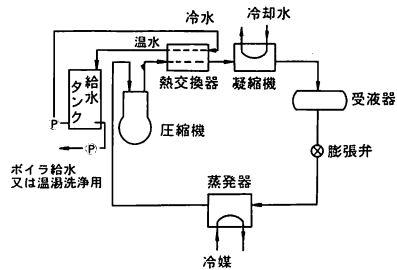 冷水
冷却水
温水
給水
タンク
熱交換器
凝縮機
受液器
P
P
圧縮機
膨張弁
ボイラ給水
又は温湯洗浄用
蒸発器
冷媒